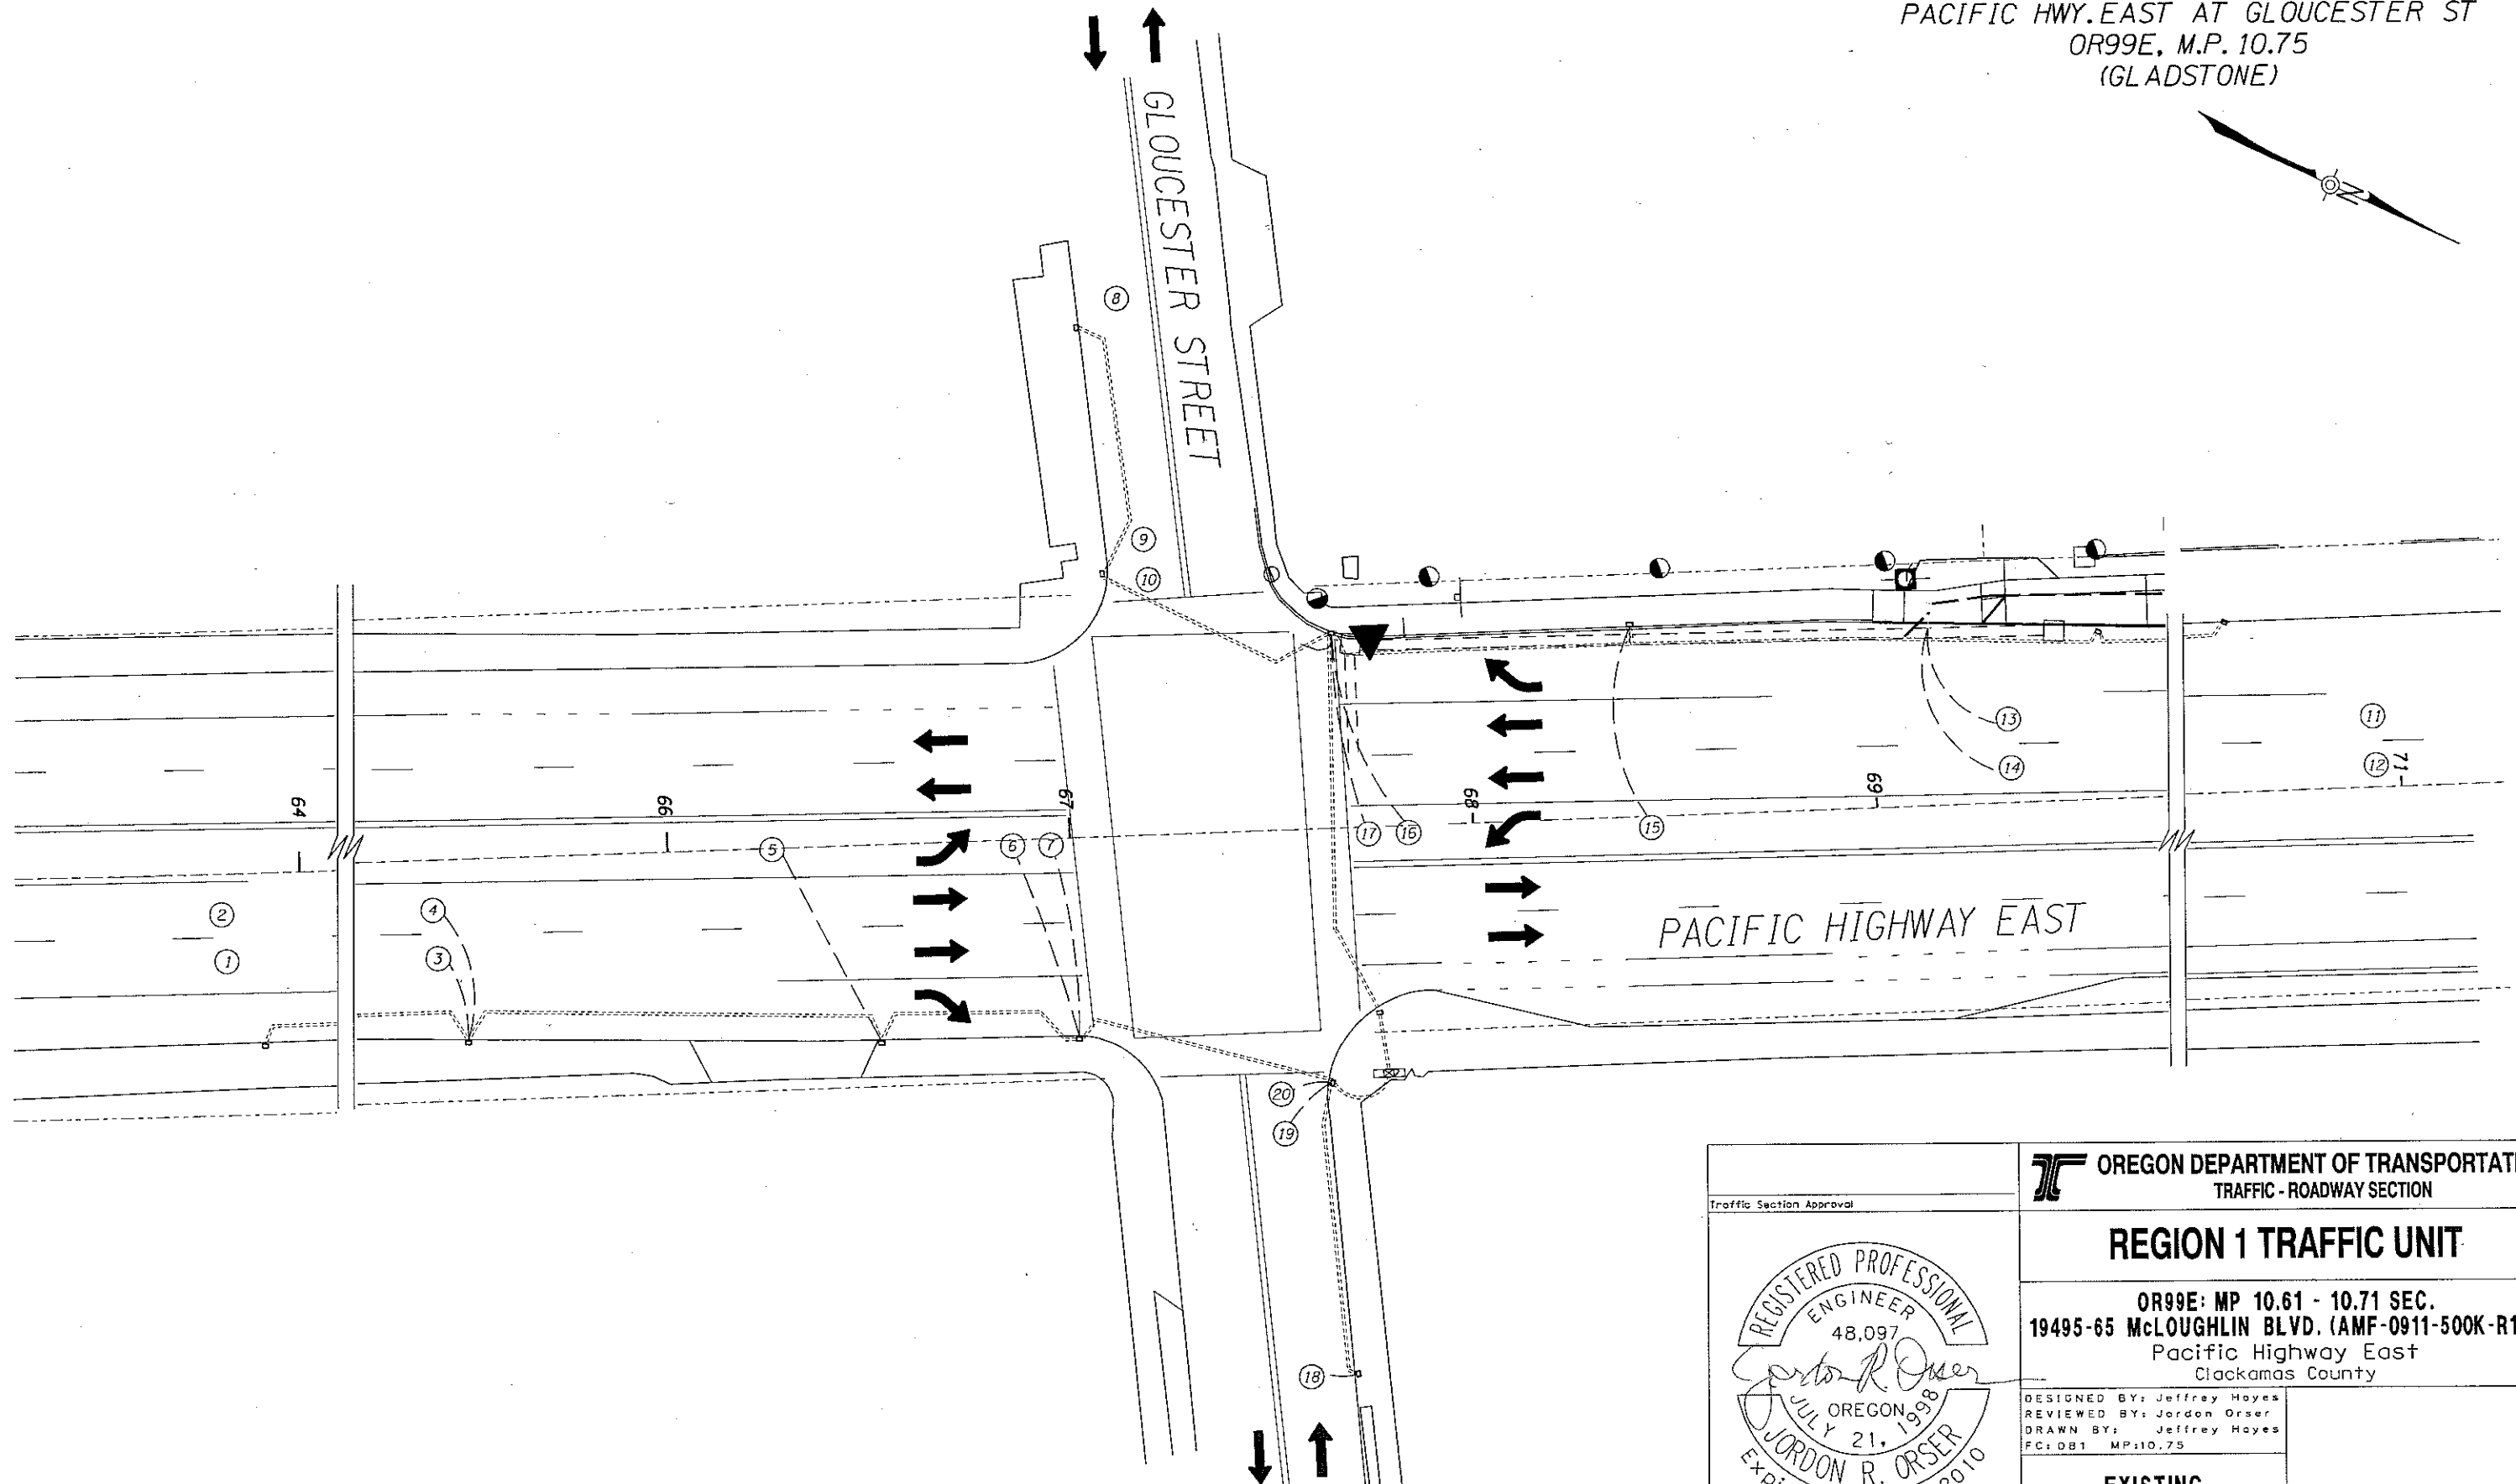 PACIFIC HWY. EAST AT GLOUCESTER ST
OR99E, M.P. 10.75
(GLADSTONE)
N
GLOUCESTER STREET
8
9
10
11
12
13
14
15
16
17
64
66
67
68
69
71
5
6
7
4
3
2
1
PACIFIC HIGHWAY EAST
20
19
18
Traffic Section Approval
OREGON DEPARTMENT OF TRANSPORTATI
TRAFFIC - ROADWAY SECTION
REGION 1 TRAFFIC UNIT
OR99E: MP 10.61 - 10.71 SEC.
19495-65 McLOUGHLIN BLVD. (AMF-0911-500K-R1
Pacific Highway East
Clackamas County
DESIGNED BY: Jeffrey Hayes
REVIEWED BY: Jordon Orser
DRAWN BY: Jeffrey Hayes
FC: 081 MP:10.75
EXISTING
REGISTERED PROFESSIONAL
ENGINEER
48,097
Jordon R. Orser
OREGON
JULY 21, 1998
JORDON R. ORSER